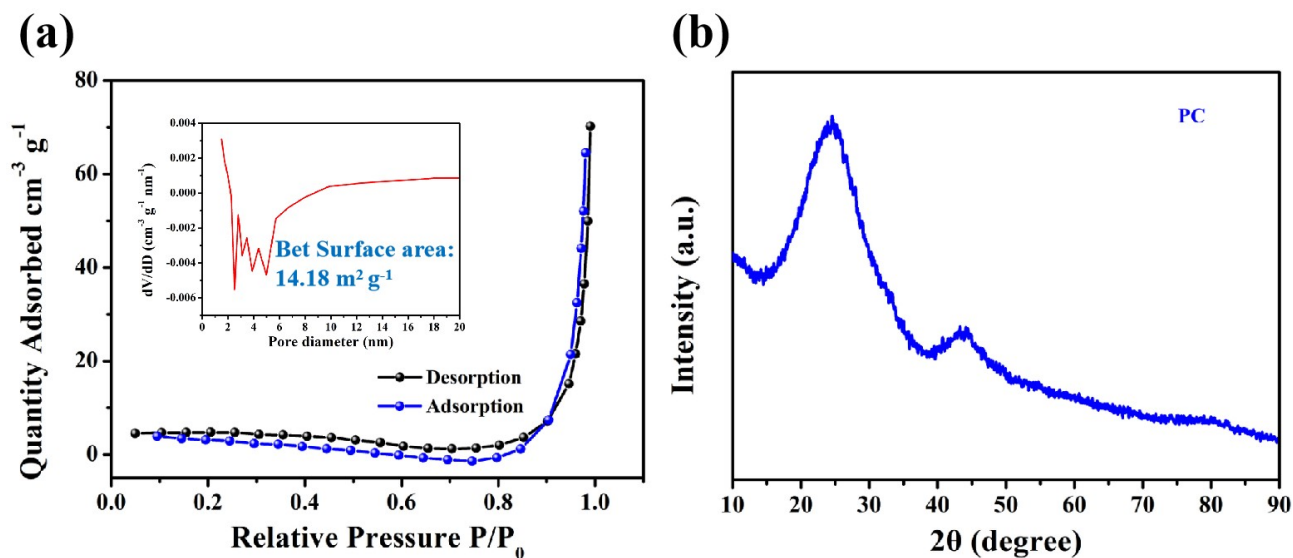 (a)
Quantity Adsorbed cm⁻³ g⁻¹
80
60
40
20
0
0.0
0.2
0.4
0.6
0.8
1.0
Relative Pressure P/P₀
Desorption
Adsorption
dV/dD (cm⁻³ g⁻¹ nm⁻¹)
0.004
0.002
0.000
-0.002
-0.004
-0.006
0 2 4 6 8 10 12 14 16 18 20
Pore diameter (nm)
Bet Surface area:
14.18 m² g⁻¹
(b)
PC
Intensity (a.u.)
10 20 30 40 50 60 70 80 90
2θ (degree)